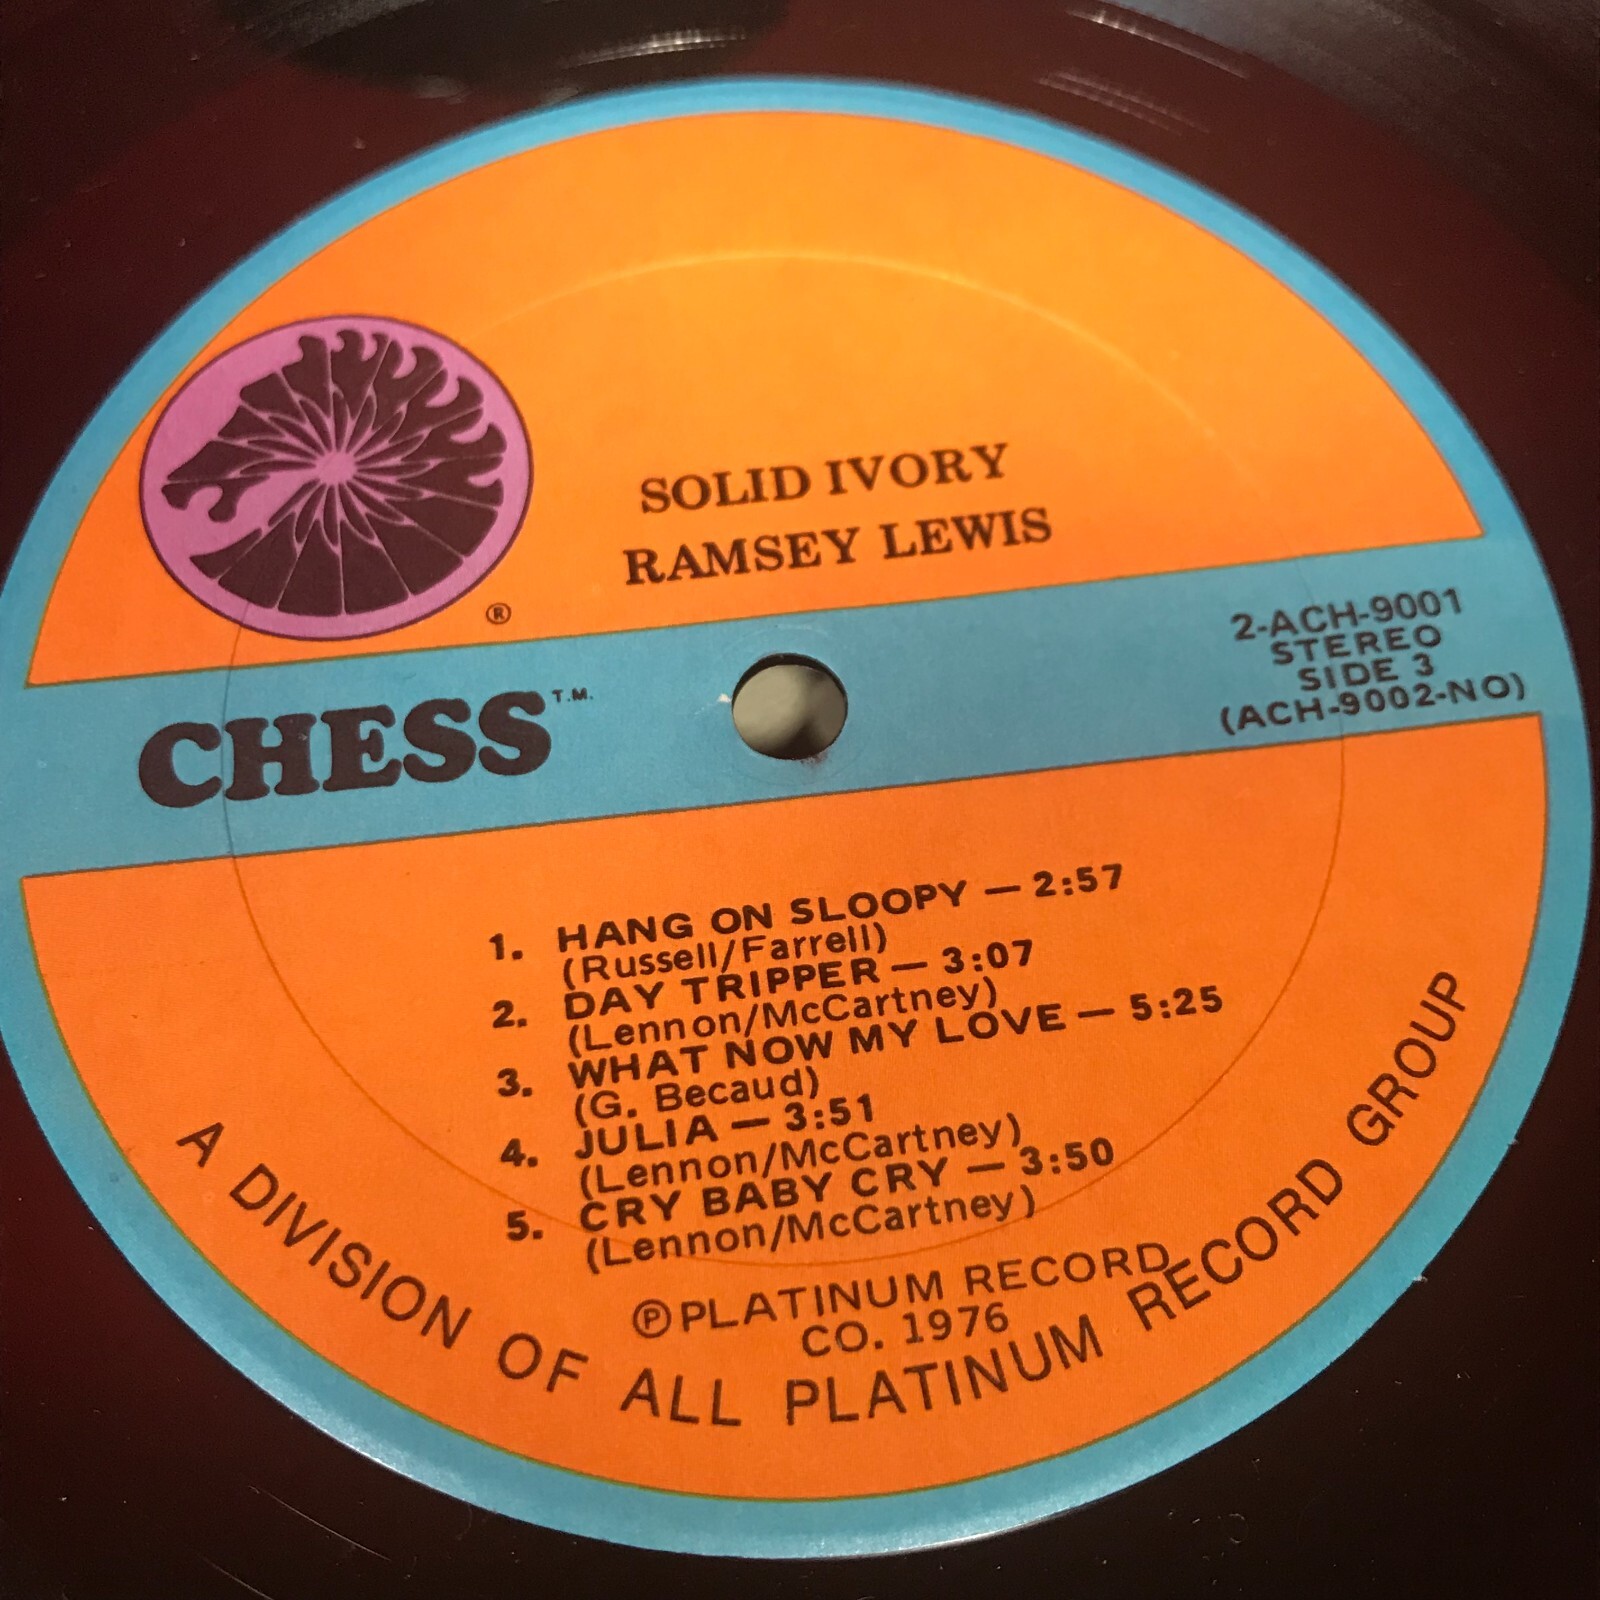 SOLID IVORY
RAMSEY LEWIS
®
CHESS T.M.
2-ACH-9001
STEREO
SIDE 3
(ACH-9002-NO)
1. HANG ON SLOOPY — 2:57
(Russell/Farrell)
2. DAY TRIPPER — 3:07
(Lennon/McCartney)
3. WHAT NOW MY LOVE — 5:25
(G. Becaud)
4. JULIA — 3:51
(Lennon/McCartney)
5. CRY BABY CRY — 3:50
(Lennon/McCartney)
℗PLATINUM RECORD
CO. 1976
A DIVISION OF ALL PLATINUM RECORD GROUP